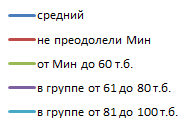 средний
не преодолели Мин
от Мин до 60 т.б.
в группе от 61 до 80 т.б.
в группе от 81 до 100 т.б.